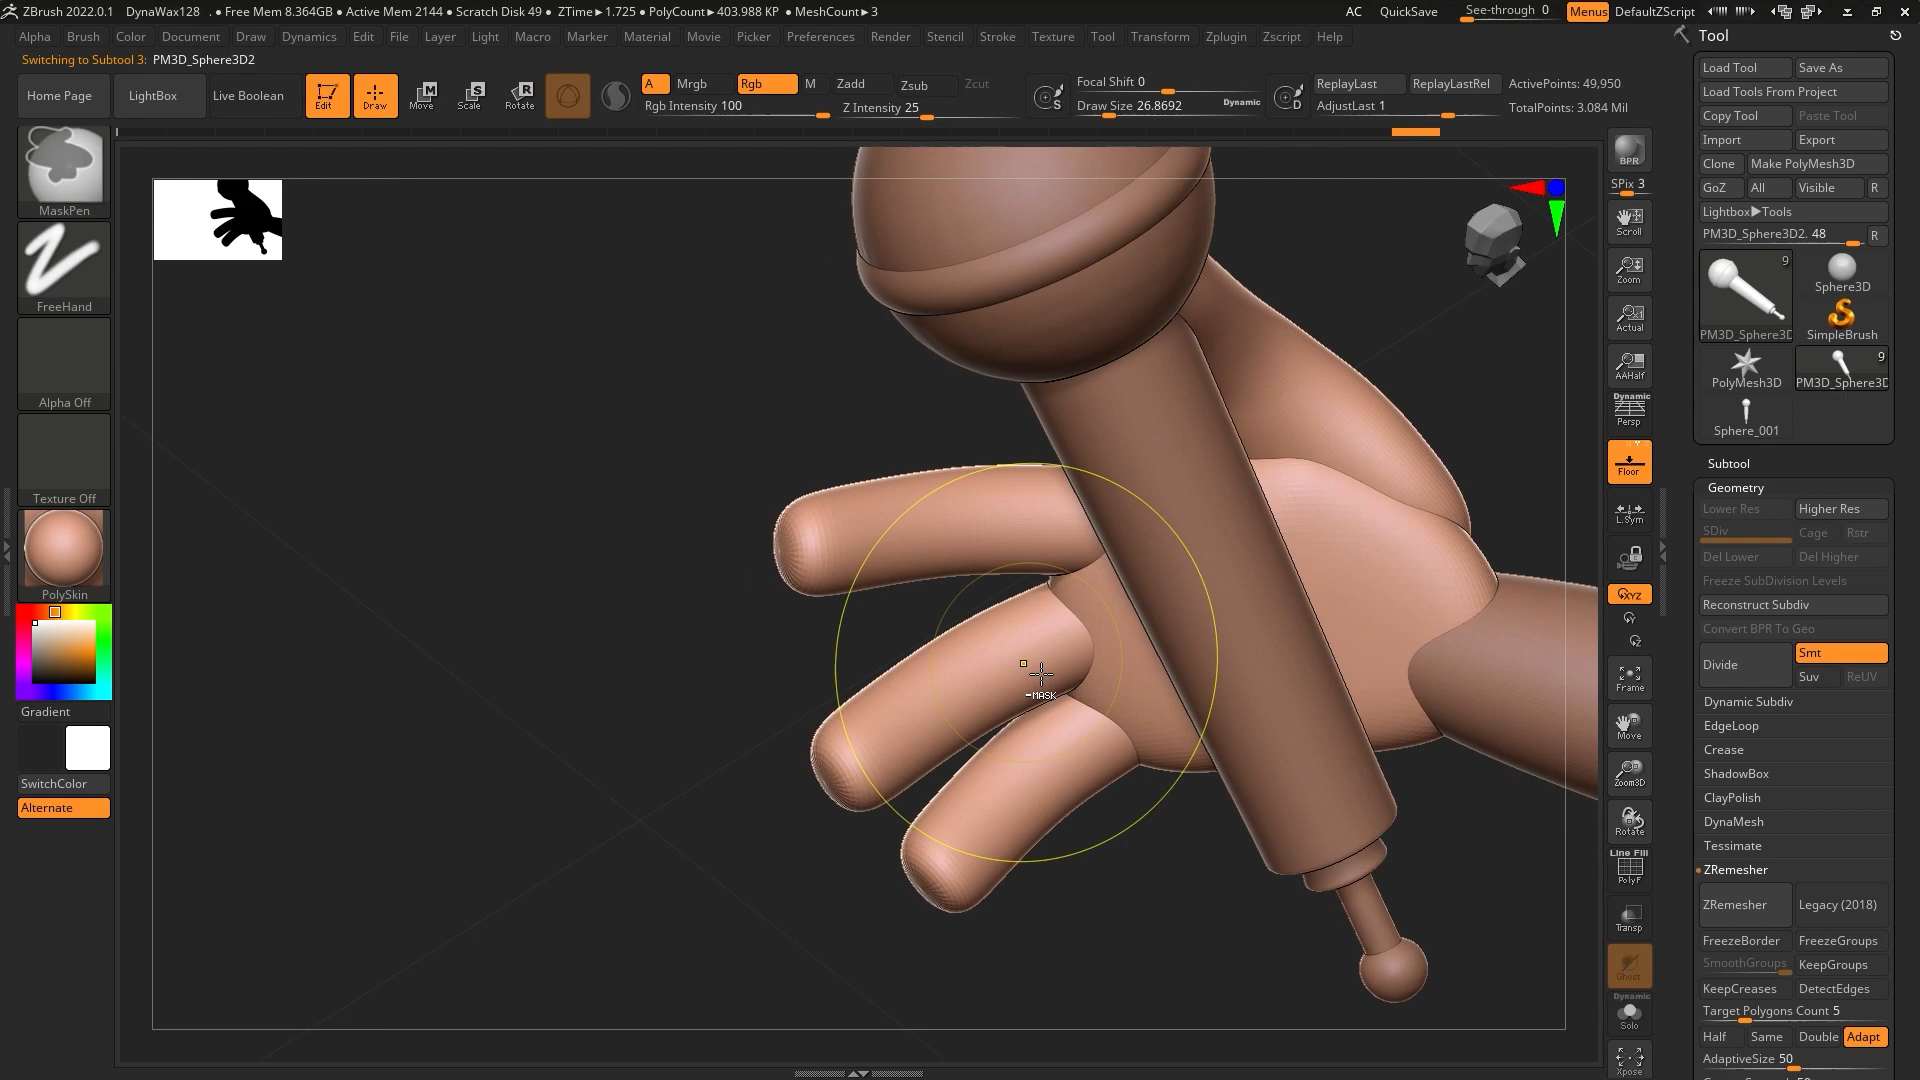 ZBrush 2022.0.1 DynaWax128 . ● Free Mem 8.364GB ● Active Mem 2144 ● Scratch Disk 49 ● ZTime►1.725 ● PolyCount►403.988 KP ● MeshCount►3 AC QuickSave See-through 0 Menus DefaultZScript
Alpha Brush Color Document Draw Dynamics Edit File Layer Light Macro Marker Material Movie Picker Preferences Render Stencil Stroke Texture Tool Transform Zplugin Zscript Help
Switching to Subtool 3: PM3D_Sphere3D2
Home Page LightBox Live Boolean Edit Draw Move Scale Rotate
A Mrgb Rgb M Zadd Zsub Zcut
Rgb Intensity 100 Z Intensity 25
Focal Shift 0
Draw Size 26.8692 Dynamic
ReplayLast ReplayLastRel ActivePoints: 49,950
AdjustLast 1 TotalPoints: 3.084 Mil
MaskPen
FreeHand
Alpha Off
Texture Off
PolySkin
Gradient
SwitchColor
Alternate
-MASK
BPR
SPix 3
Scroll
Zoom
Actual
AAHalf
Dynamic
Persp
Floor
L.Sym
XYZ
Frame
Move
Zoom3D
Rotate
Line Fill
PolyF
Transp
Ghost
Dynamic
Solo
Xpose
Tool
Load Tool Save As
Load Tools From Project
Copy Tool Paste Tool
Import Export
Clone Make PolyMesh3D
GoZ All Visible R
Lightbox►Tools
PM3D_Sphere3D2. 48 R
9
PM3D_Sphere3D Sphere3D
SimpleBrush
9
PolyMesh3D PM3D_Sphere3D
Sphere_001
Subtool
Geometry
Lower Res Higher Res
SDiv Cage Rstr
Del Lower Del Higher
Freeze SubDivision Levels
Reconstruct Subdiv
Convert BPR To Geo
Divide Smt
Suv ReUV
Dynamic Subdiv
EdgeLoop
Crease
ShadowBox
ClayPolish
DynaMesh
Tessimate
ZRemesher
ZRemesher Legacy (2018)
FreezeBorder FreezeGroups
SmoothGroups KeepGroups
KeepCreases DetectEdges
Target Polygons Count 5
Half Same Double Adapt
AdaptiveSize 50